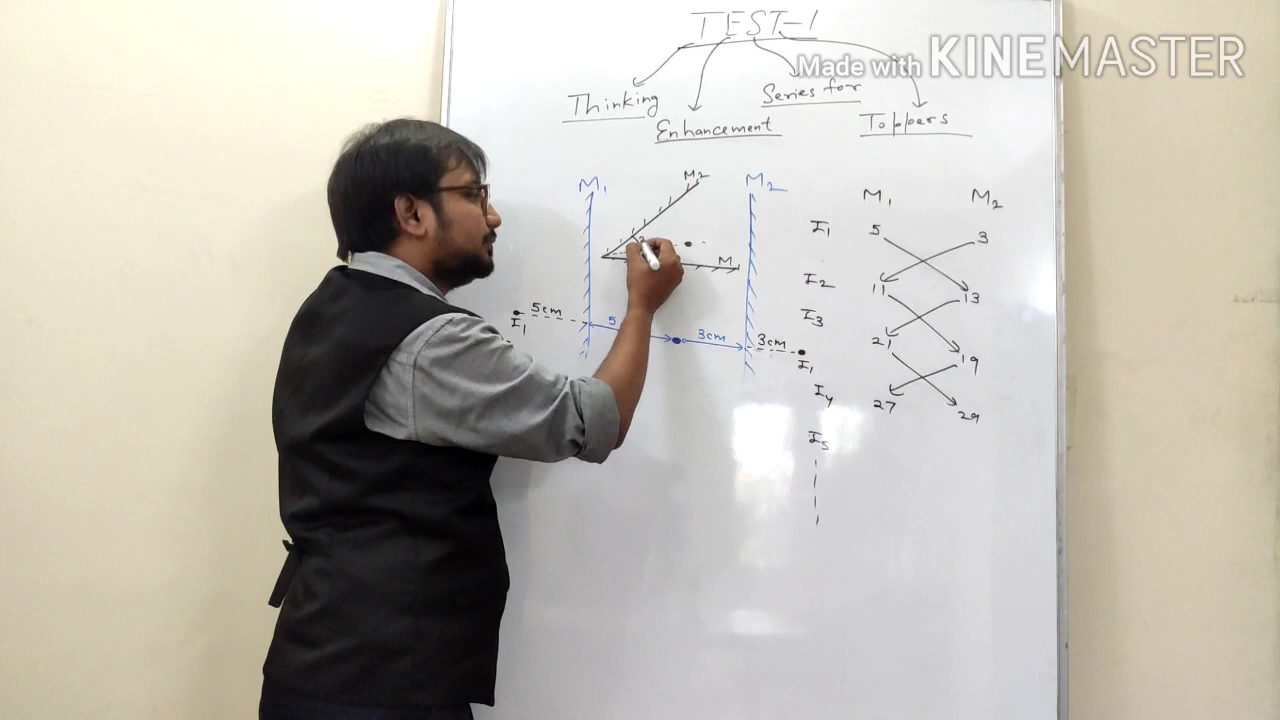 TEST-1
Made with KINEMASTER
Thinking
Series for
Enhancement
Toppers
M1
M2
M2
M
5cm
I1
5
3cm
3cm
I1
M1 M2
I1 5 3
I2 11 13
I3 21 19
I4 27 29
I5